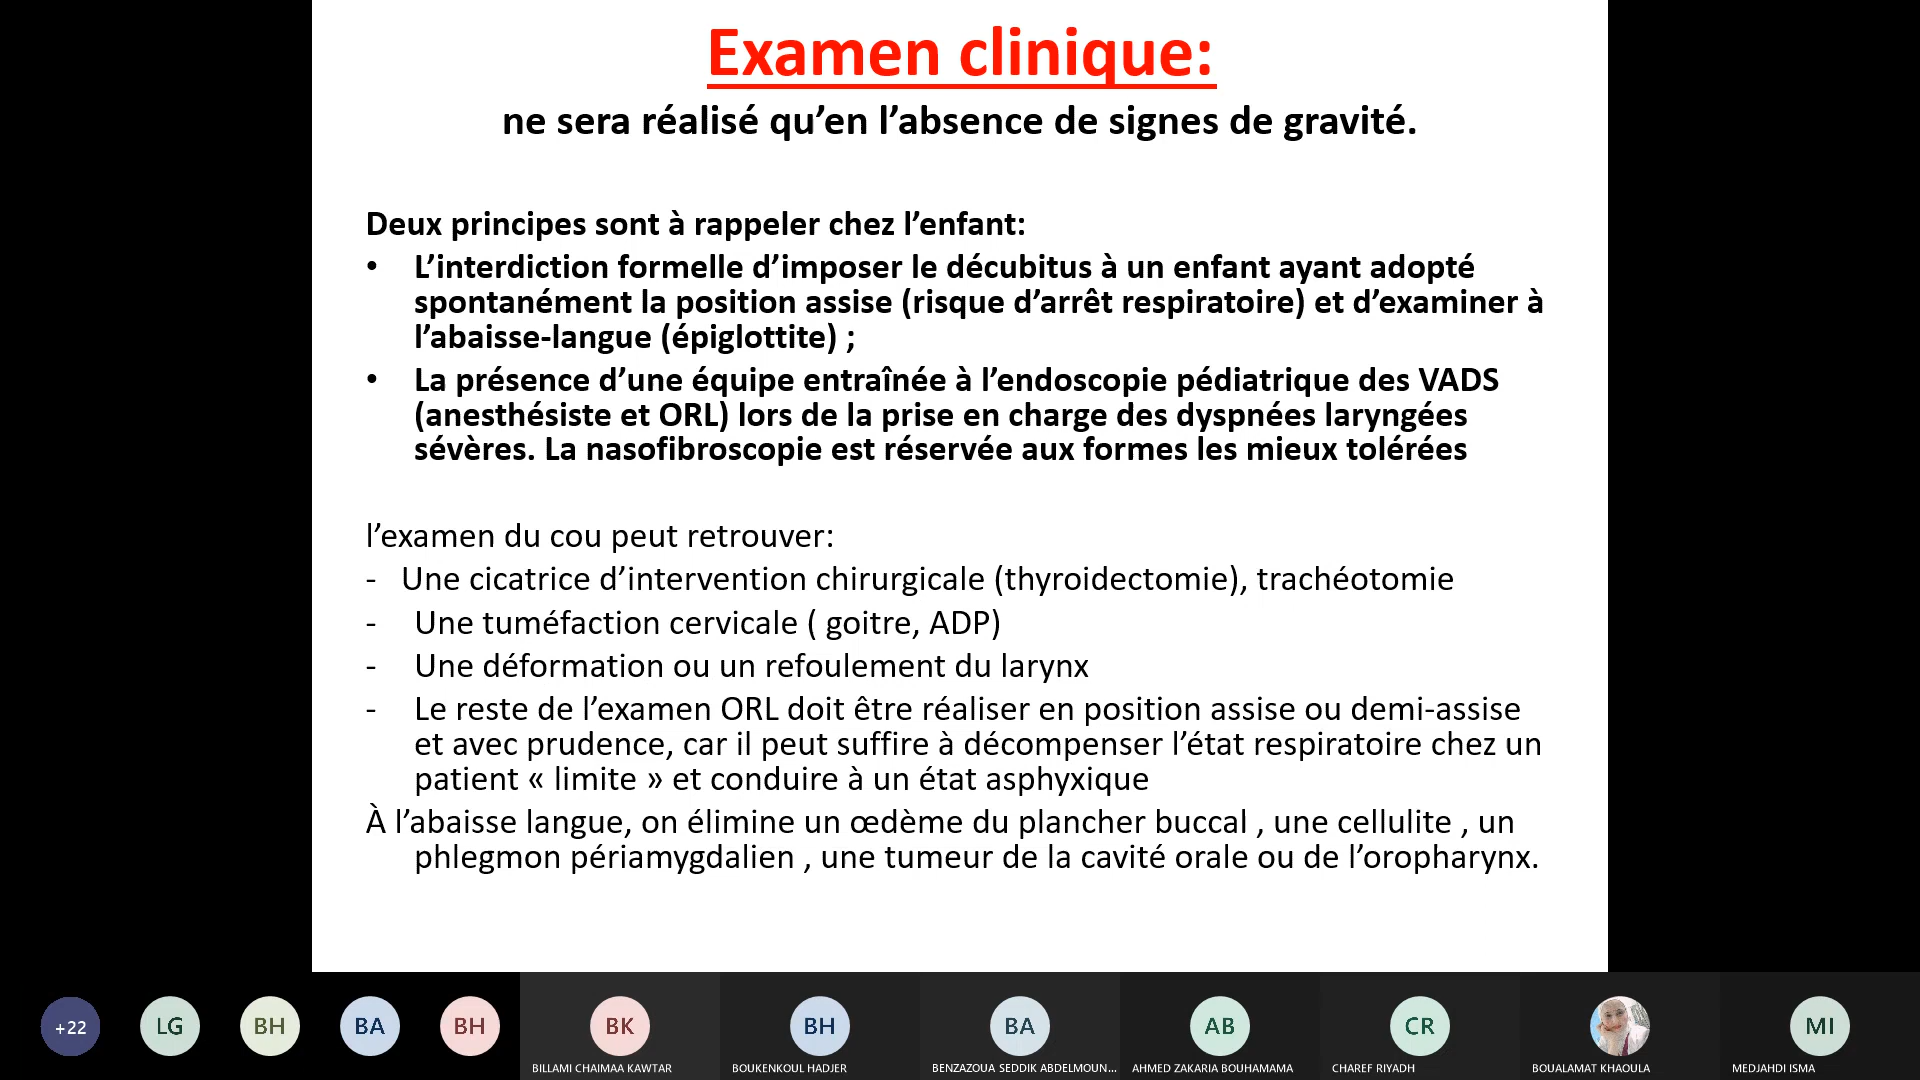 Examen clinique:
ne sera réalisé qu’en l’absence de signes de gravité.
Deux principes sont à rappeler chez l’enfant:
• L’interdiction formelle d’imposer le décubitus à un enfant ayant adopté
spontanément la position assise (risque d’arrêt respiratoire) et d’examiner à
l’abaisse-langue (épiglottite) ;
• La présence d’une équipe entraînée à l’endoscopie pédiatrique des VADS
(anesthésiste et ORL) lors de la prise en charge des dyspnées laryngées
sévères. La nasofibroscopie est réservée aux formes les mieux tolérées
l’examen du cou peut retrouver:
- Une cicatrice d’intervention chirurgicale (thyroidectomie), trachéotomie
- Une tuméfaction cervicale ( goitre, ADP)
- Une déformation ou un refoulement du larynx
- Le reste de l’examen ORL doit être réaliser en position assise ou demi-assise
et avec prudence, car il peut suffire à décompenser l’état respiratoire chez un
patient « limite » et conduire à un état asphyxique
À l’abaisse langue, on élimine un œdème du plancher buccal , une cellulite , un
phlegmon périamygdalien , une tumeur de la cavité orale ou de l’oropharynx.
+22 LG BH BA BH BK BH BA AB CR MI
BILLAMI CHAIMAA KAWTAR BOUKENKOUL HADJER BENZAZOUA SEDDIK ABDELMOUN... AHMED ZAKARIA BOUHAMAMA CHAREF RIYADH BOUALAMAT KHAOULA MEDJAHDI ISMA